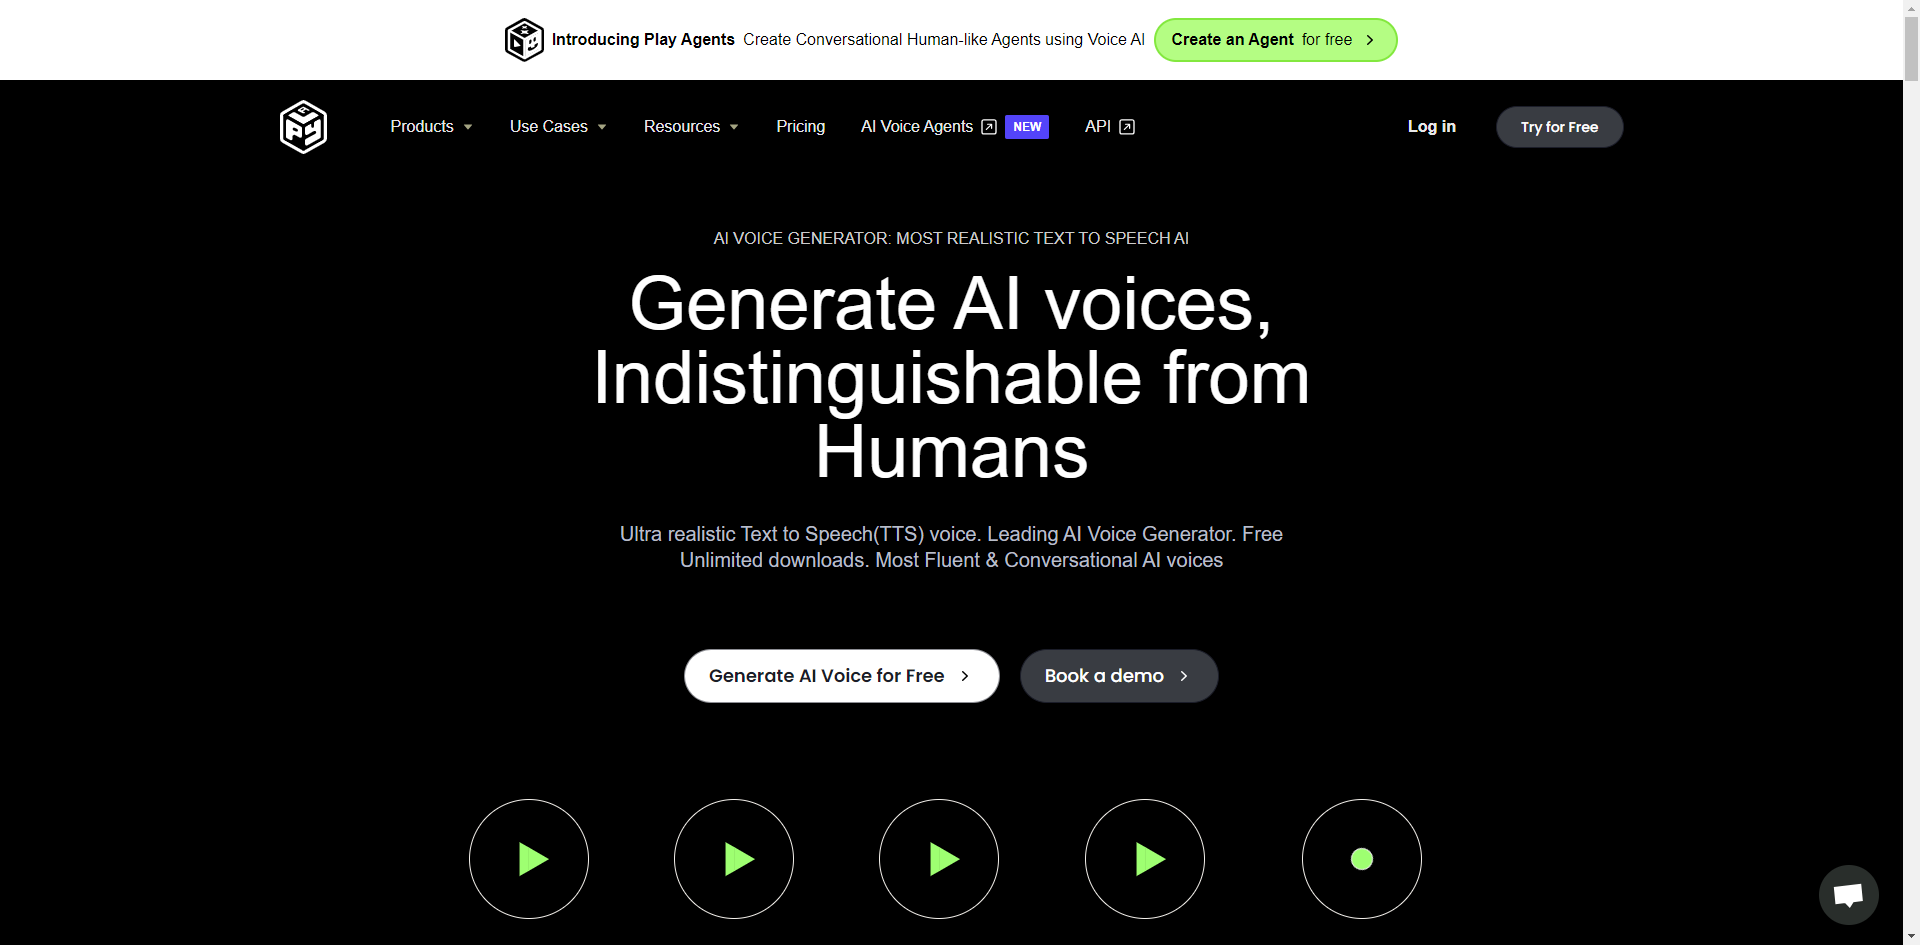 Introducing Play Agents Create Conversational Human-like Agents using Voice AI Create an Agent for free
Products Use Cases Resources Pricing AI Voice Agents NEW API Log in Try for Free
AI VOICE GENERATOR: MOST REALISTIC TEXT TO SPEECH AI
Generate AI voices,
Indistinguishable from
Humans
Ultra realistic Text to Speech(TTS) voice. Leading AI Voice Generator. Free
Unlimited downloads. Most Fluent & Conversational AI voices
Generate AI Voice for Free Book a demo